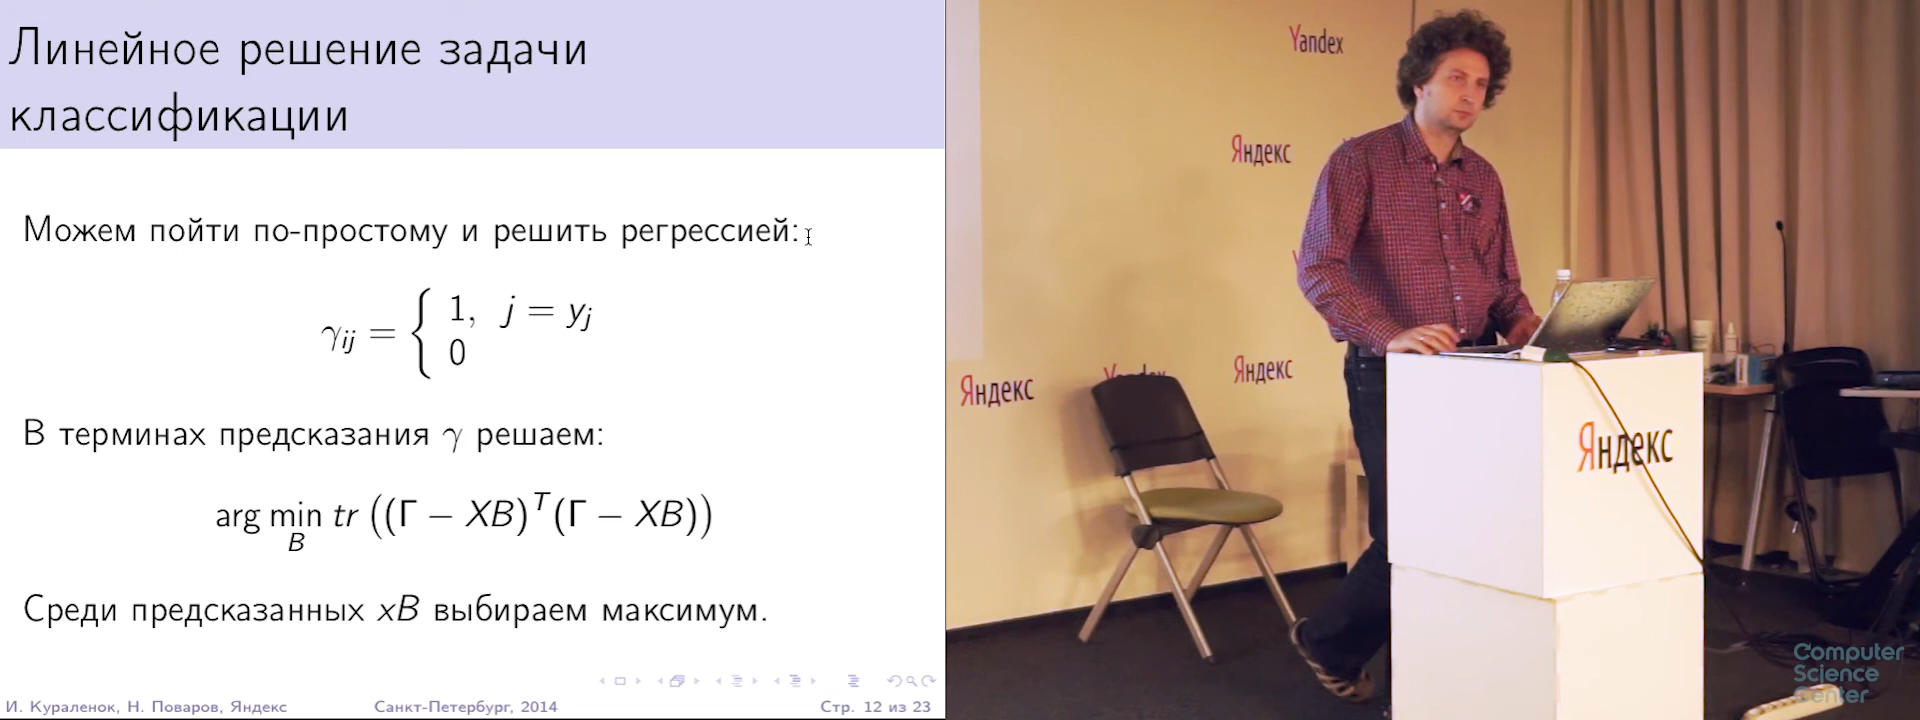 Линейное решение задачи
классификации
Можем пойти по-простому и решить регрессией:
γij = { 1, j = yj
0
В терминах предсказания γ решаем:
arg min tr ((Γ − XB)^T (Γ − XB))
B
Среди предсказанных xB выбираем максимум.
И. Кураленок, Н. Поваров, Яндекс Санкт-Петербург, 2014 Стр. 12 из 23
Yandex
Яндекс
Яндекс
Yandex
Яндекс
Яндекс
Computer
Science
Center